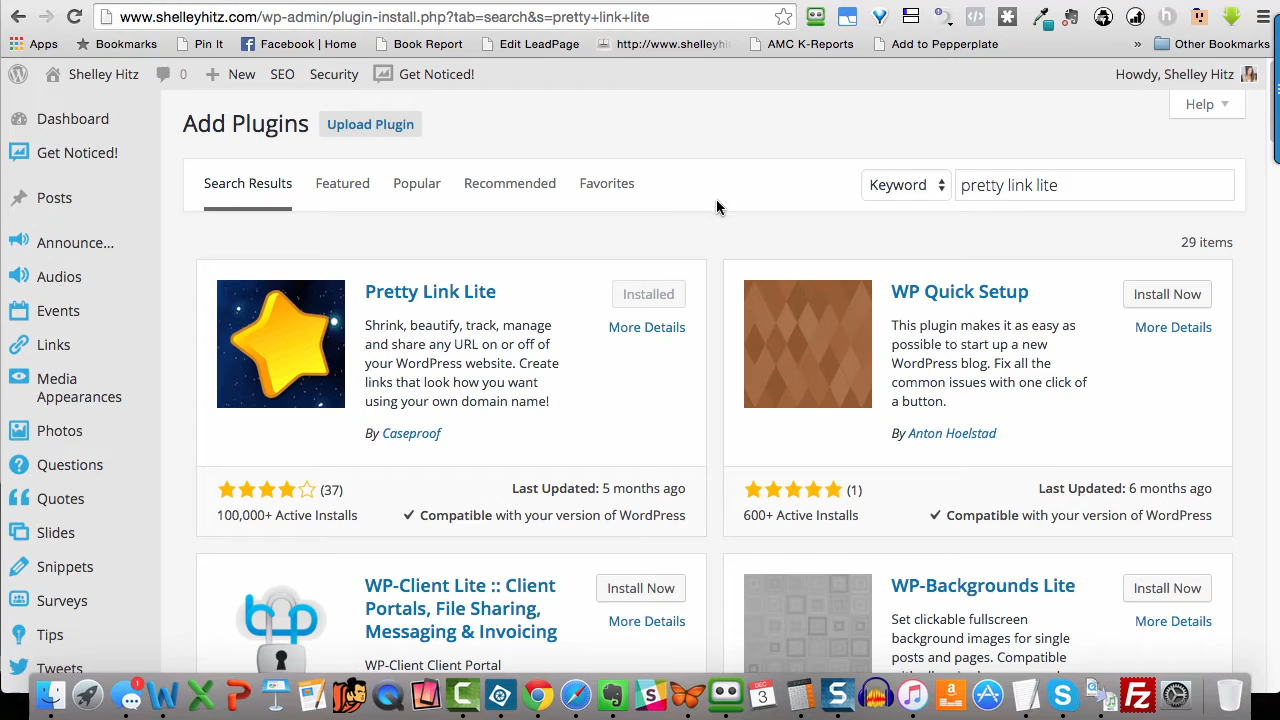 www.shelleyhitz.com/wp-admin/plugin-install.php?tab=search&s=pretty+link+lite
Apps Bookmarks Pin It Facebook | Home Book Report Edit LeadPage http://www.shelleyhi AMC K-Reports Add to Pepperplate » Other Bookmarks
Shelley Hitz 0 New SEO Security Get Noticed! Howdy, Shelley Hitz
Help
Dashboard
Get Noticed!
Posts
Announce...
Audios
Events
Links
Media
Appearances
Photos
Questions
Quotes
Slides
Snippets
Surveys
Tips
Tweets
Add Plugins Upload Plugin
Search Results Featured Popular Recommended Favorites Keyword pretty link lite
29 items
Pretty Link Lite
Installed
More Details
Shrink, beautify, track, manage
and share any URL on or off of
your WordPress website. Create
links that look how you want
using your own domain name!
By Caseproof
(37)
Last Updated: 5 months ago
100,000+ Active Installs
Compatible with your version of WordPress
WP Quick Setup
Install Now
More Details
This plugin makes it as easy as
possible to start up a new
WordPress blog. Fix all the
common issues with one click of
a button.
By Anton Hoelstad
(1)
Last Updated: 6 months ago
600+ Active Installs
Compatible with your version of WordPress
WP-Client Lite :: Client
Portals, File Sharing,
Messaging & Invoicing
Install Now
More Details
WP-Client Client Portal
WP-Backgrounds Lite
Install Now
More Details
Set clickable fullscreen
background images for single
posts and pages. Compatible
1
DEC
3